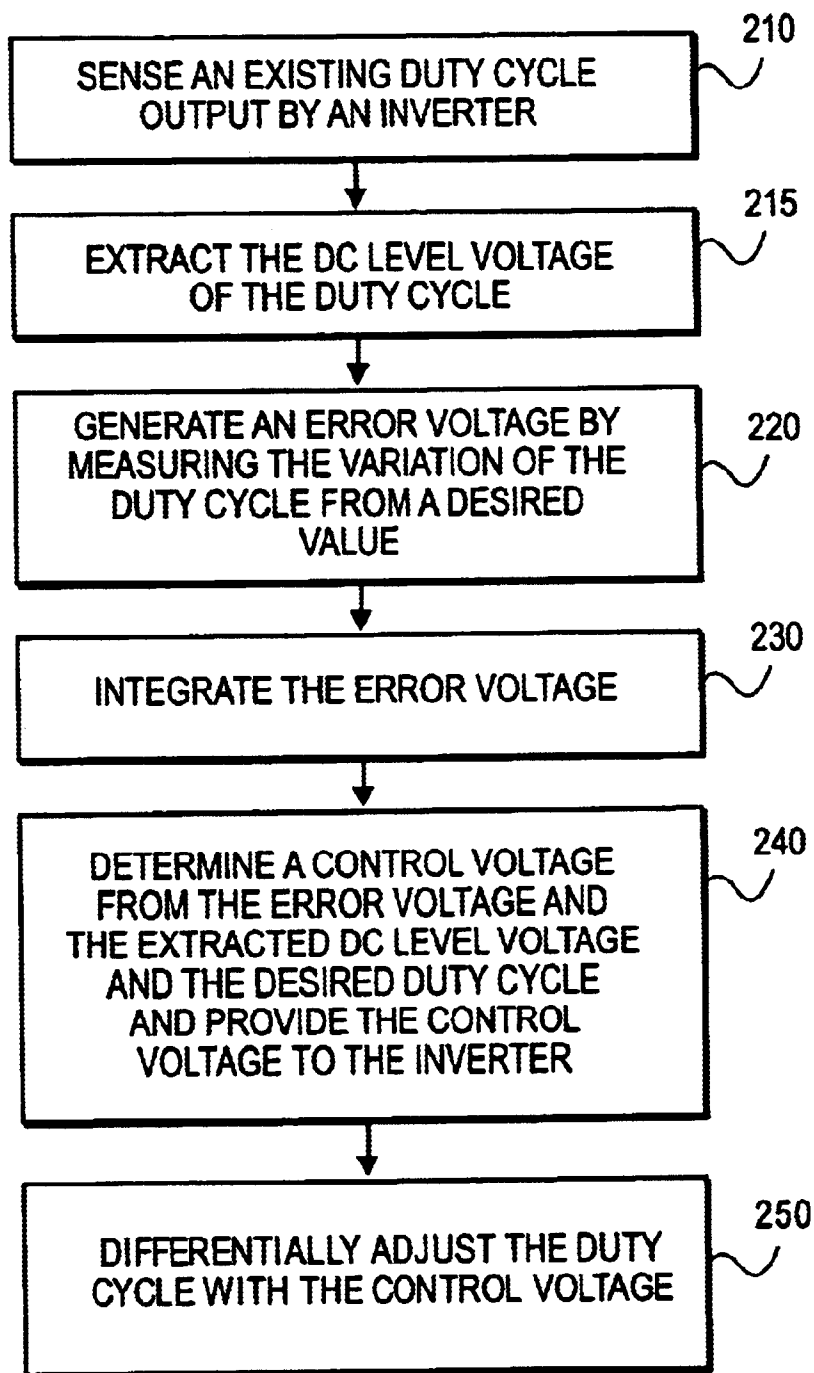 210
SENSE AN EXISTING DUTY CYCLE
OUTPUT BY AN INVERTER
215
EXTRACT THE DC LEVEL VOLTAGE
OF THE DUTY CYCLE
220
GENERATE AN ERROR VOLTAGE BY
MEASURING THE VARIATION OF THE
DUTY CYCLE FROM A DESIRED
VALUE
230
INTEGRATE THE ERROR VOLTAGE
240
DETERMINE A CONTROL VOLTAGE
FROM THE ERROR VOLTAGE AND
THE EXTRACTED DC LEVEL VOLTAGE
AND THE DESIRED DUTY CYCLE
AND PROVIDE THE CONTROL
VOLTAGE TO THE INVERTER
250
DIFFERENTIALLY ADJUST THE DUTY
CYCLE WITH THE CONTROL VOLTAGE